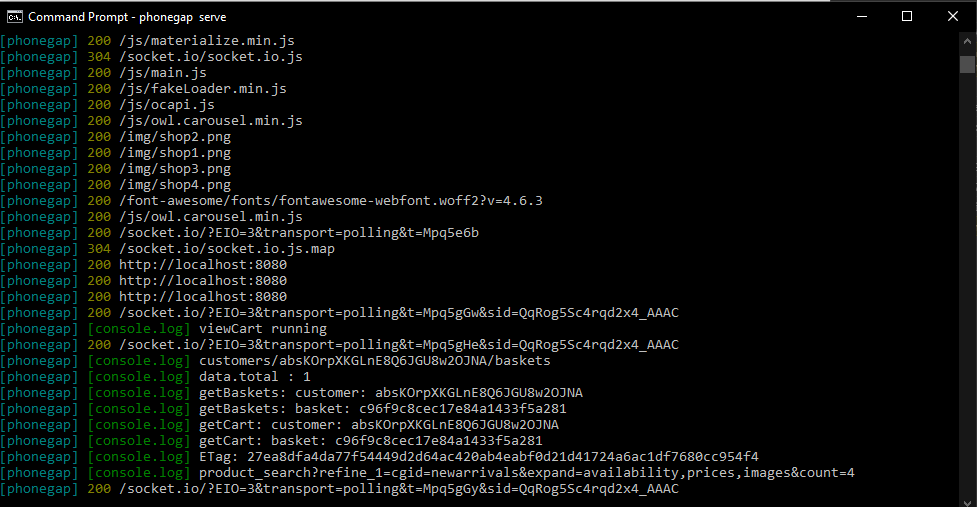 Command Prompt - phonegap serve
[phonegap] 200 /js/materialize.min.js
[phonegap] 304 /socket.io/socket.io.js
[phonegap] 200 /js/main.js
[phonegap] 200 /js/fakeLoader.min.js
[phonegap] 200 /js/ocapi.js
[phonegap] 200 /js/owl.carousel.min.js
[phonegap] 200 /img/shop2.png
[phonegap] 200 /img/shop1.png
[phonegap] 200 /img/shop3.png
[phonegap] 200 /img/shop4.png
[phonegap] 200 /font-awesome/fonts/fontawesome-webfont.woff2?v=4.6.3
[phonegap] 200 /js/owl.carousel.min.js
[phonegap] 200 /socket.io/?EIO=3&transport=polling&t=Mpq5e6b
[phonegap] 304 /socket.io/socket.io.js.map
[phonegap] 200 http://localhost:8080
[phonegap] 200 http://localhost:8080
[phonegap] 200 http://localhost:8080
[phonegap] 200 /socket.io/?EIO=3&transport=polling&t=Mpq5gGw&sid=QqRog5Sc4rqd2x4_AAAC
[phonegap] [console.log] viewCart running
[phonegap] 200 /socket.io/?EIO=3&transport=polling&t=Mpq5gHe&sid=QqRog5Sc4rqd2x4_AAAC
[phonegap] [console.log] customers/absKOrpXKGLnE8Q6JGU8w2OJNA/baskets
[phonegap] [console.log] data.total : 1
[phonegap] [console.log] getBaskets: customer: absKOrpXKGLnE8Q6JGU8w2OJNA
[phonegap] [console.log] getBaskets: basket: c96f9c8cec17e84a1433f5a281
[phonegap] [console.log] getCart: customer: absKOrpXKGLnE8Q6JGU8w2OJNA
[phonegap] [console.log] getCart: basket: c96f9c8cec17e84a1433f5a281
[phonegap] [console.log] ETag: 27ea8dfa4da77f54449d2d64ac420ab4eabf0d21d41724a6ac1df7680cc954f4
[phonegap] [console.log] product_search?refine_1=cgid=newarrivals&expand=availability,prices,images&count=4
[phonegap] 200 /socket.io/?EIO=3&transport=polling&t=Mpq5gGy&sid=QqRog5Sc4rqd2x4_AAAC